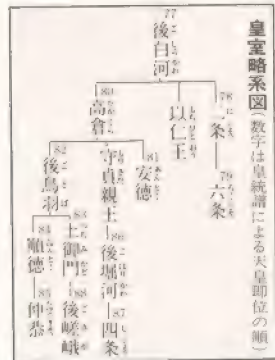 皇室略系図(数字は皇統譜による天皇即位の順)
77 後白河
78 二条 79 六条
以仁王
80 高倉
81 安徳
守貞親王 86 後堀河 87 四条
82 後鳥羽
83 土御門 88 後嵯峨
84 順徳 85 仲恭